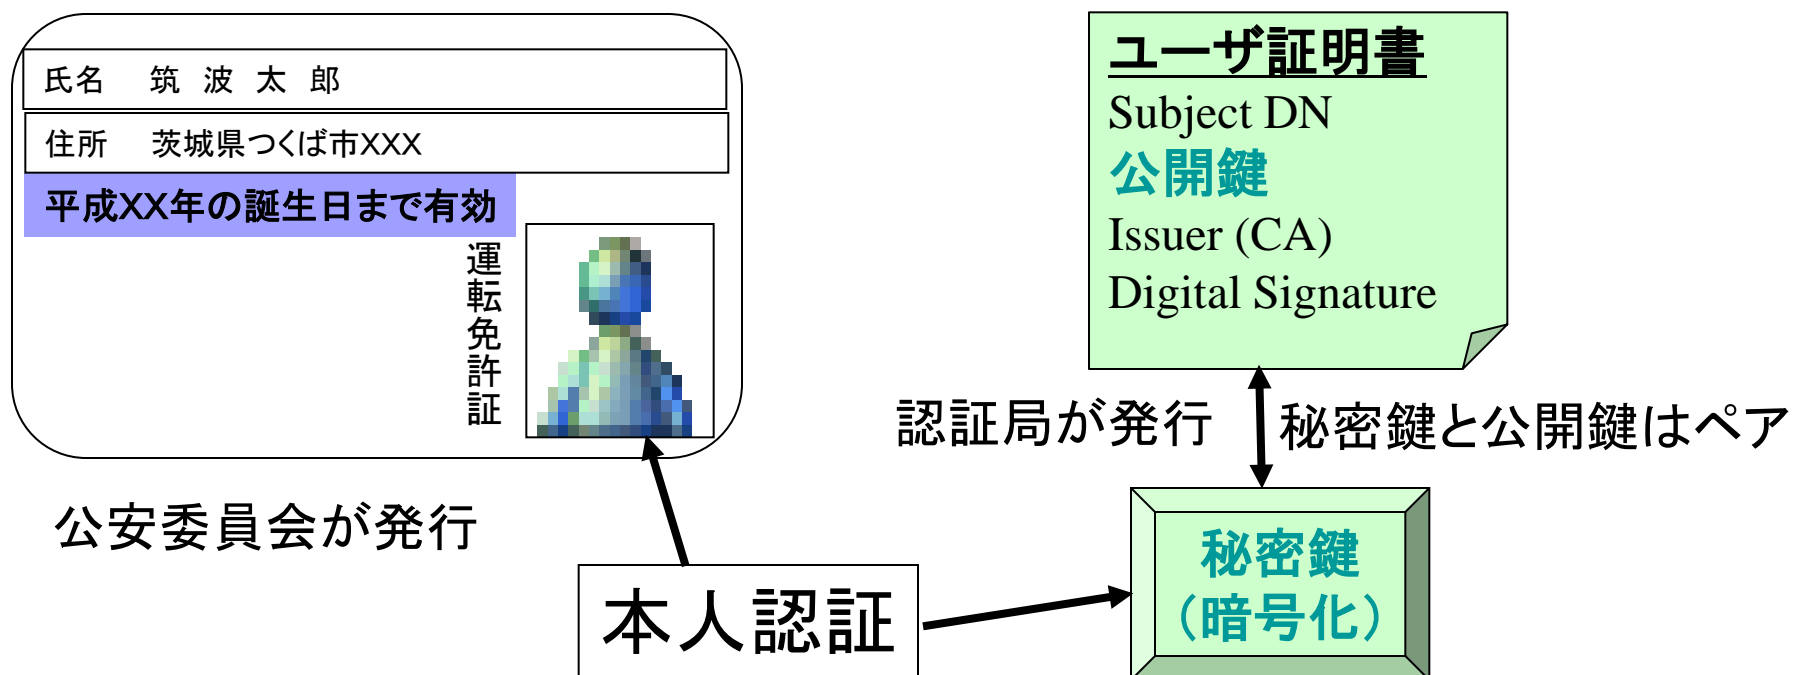 氏名 筑 波 太 郎
住所 茨城県つくば市XXX
平成XX年の誕生日まで有効
運転免許証
公安委員会が発行
ユーザ証明書
Subject DN
公開鍵
Issuer (CA)
Digital Signature
認証局が発行
秘密鍵と公開鍵はペア
本人認証
秘密鍵
（暗号化）